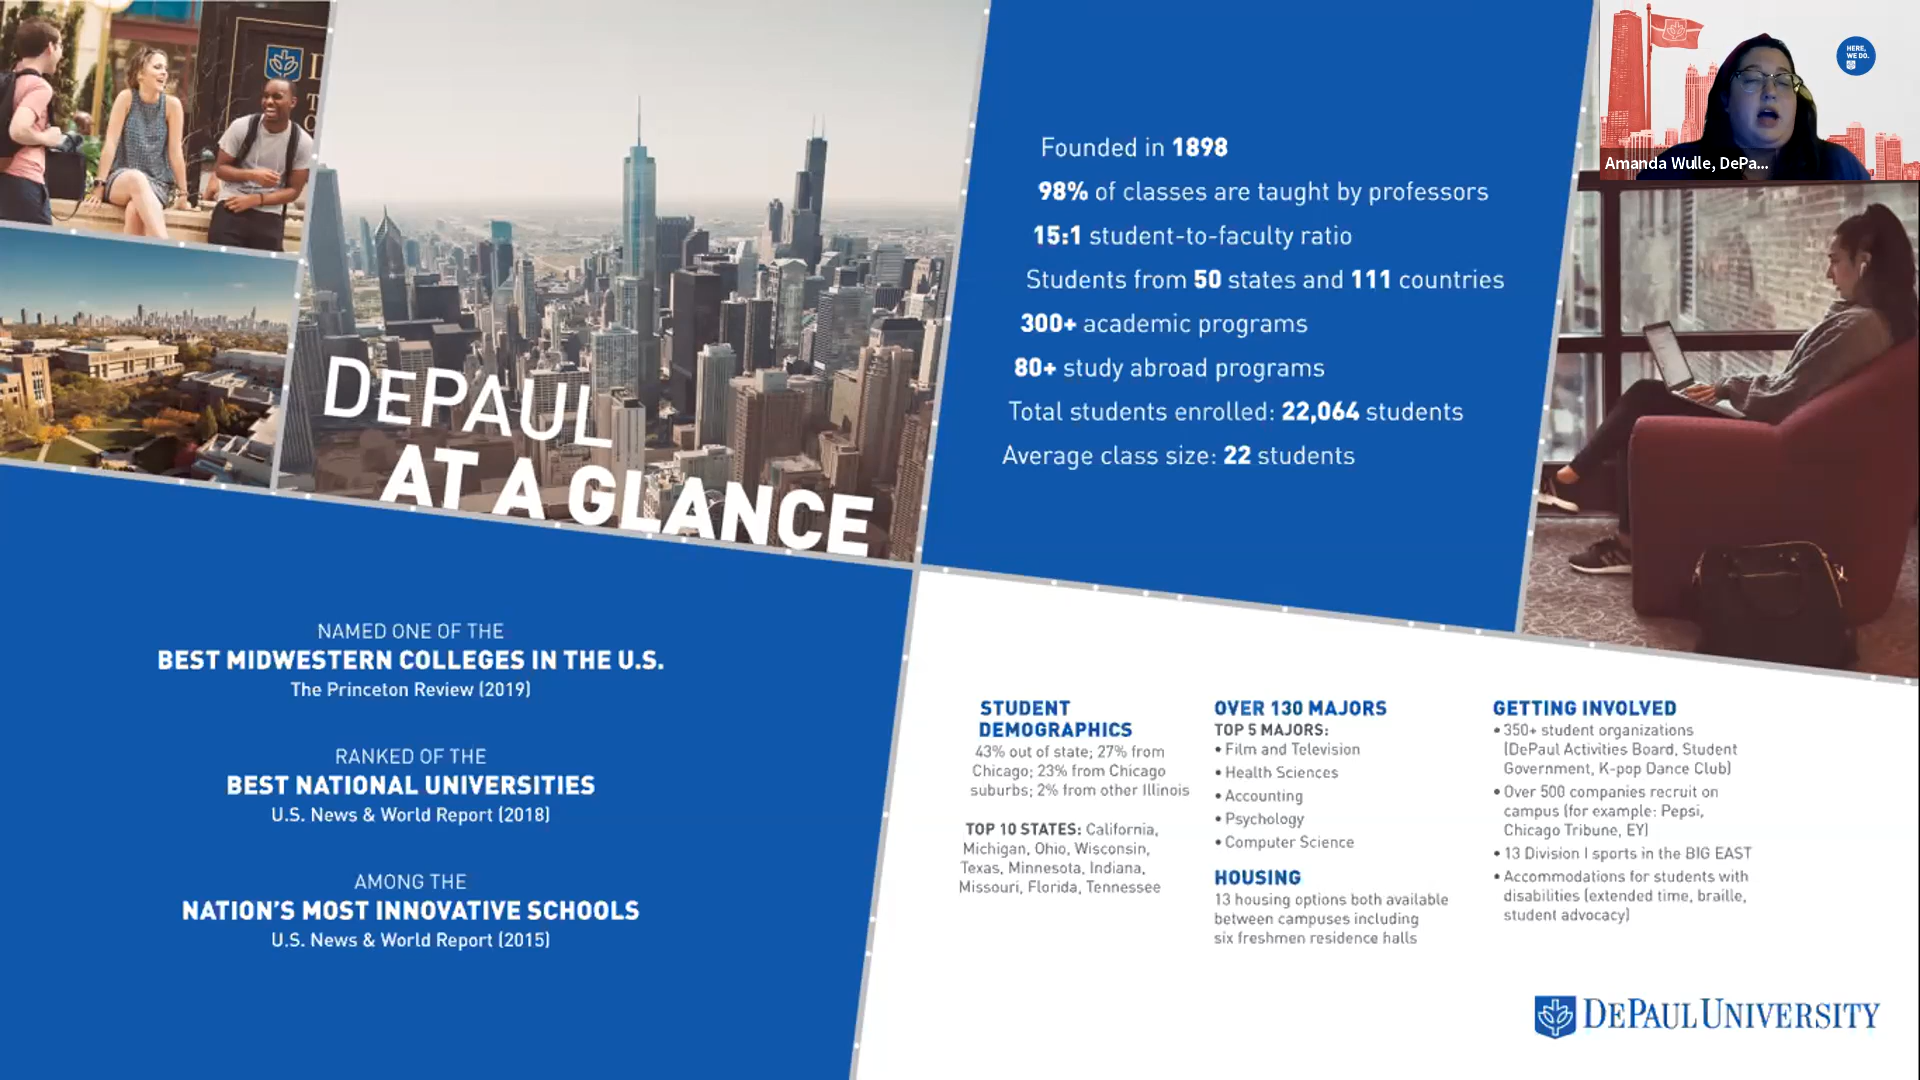 DEPAUL
AT A GLANCE
Founded in 1898
98% of classes are taught by professors
15:1 student-to-faculty ratio
Students from 50 states and 111 countries
300+ academic programs
80+ study abroad programs
Total students enrolled: 22,064 students
Average class size: 22 students
HERE,
WE DO.
Amanda Wulle, DePa...
NAMED ONE OF THE
BEST MIDWESTERN COLLEGES IN THE U.S.
The Princeton Review (2019)
RANKED OF THE
BEST NATIONAL UNIVERSITIES
U.S. News & World Report (2018)
AMONG THE
NATION'S MOST INNOVATIVE SCHOOLS
U.S. News & World Report (2015)
STUDENT
DEMOGRAPHICS
43% out of state; 27% from
Chicago; 23% from Chicago
suburbs; 2% from other Illinois
TOP 10 STATES: California,
Michigan, Ohio, Wisconsin,
Texas, Minnesota, Indiana,
Missouri, Florida, Tennessee
OVER 130 MAJORS
TOP 5 MAJORS:
• Film and Television
• Health Sciences
• Accounting
• Psychology
• Computer Science
HOUSING
13 housing options both available
between campuses including
six freshmen residence halls
GETTING INVOLVED
• 350+ student organizations
(DePaul Activities Board, Student
Government, K-pop Dance Club)
• Over 500 companies recruit on
campus (for example: Pepsi,
Chicago Tribune, EY)
• 13 Division I sports in the BIG EAST
• Accommodations for students with
disabilities (extended time, braille,
student advocacy)
DEPAUL UNIVERSITY